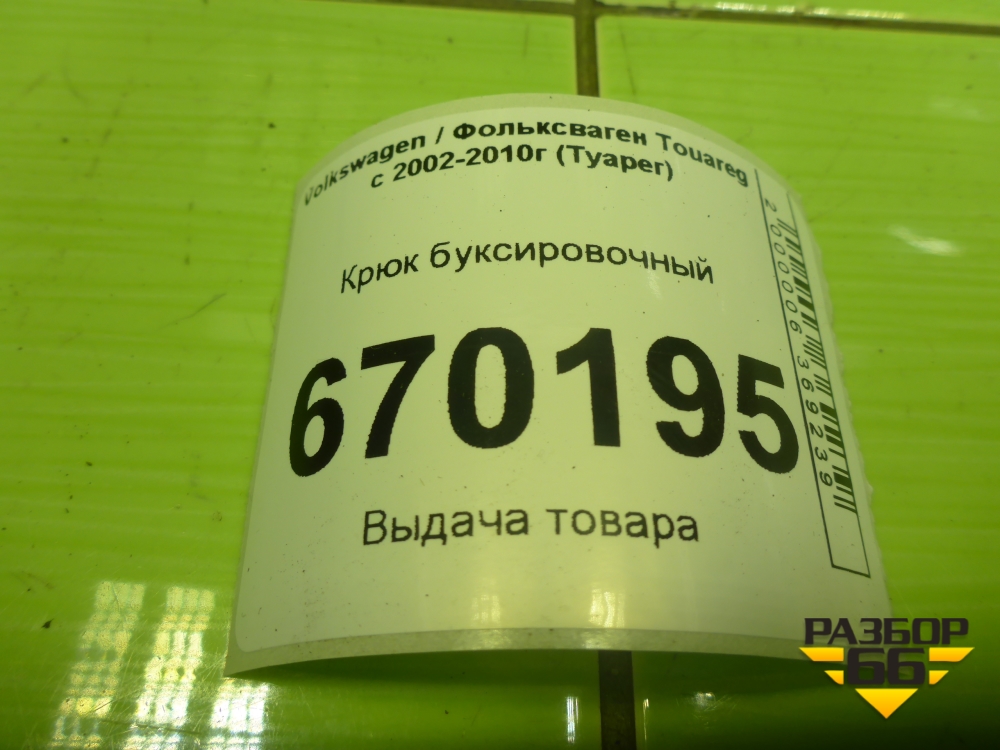 Volkswagen / Фольксваген Touareg
с 2002-2010г (Туарег)
Крюк буксировочный
670195
Выдача товара
2000006369239
РАЗБОР
66